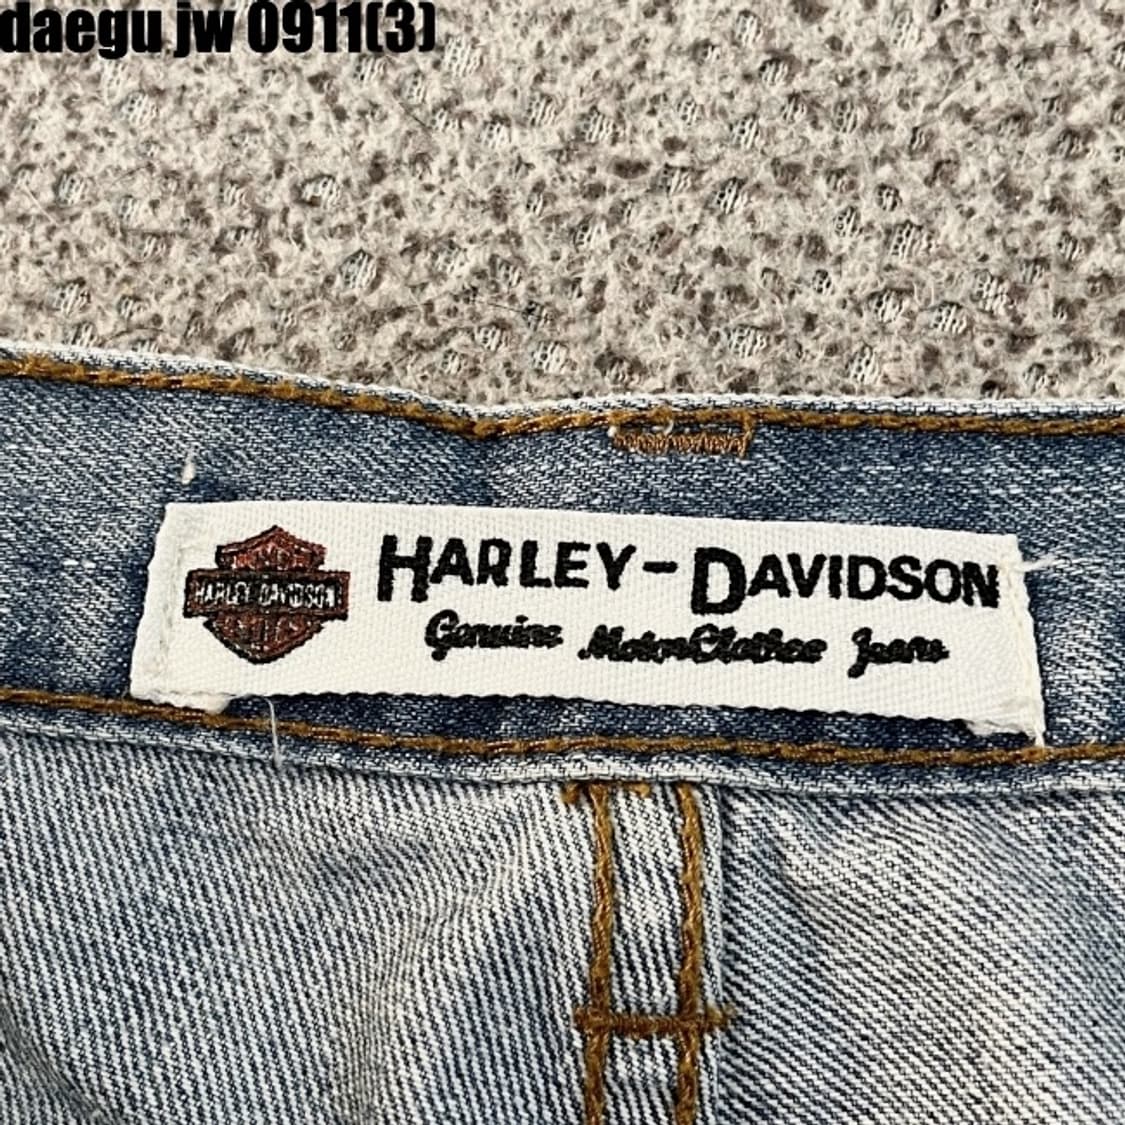 daegu jw 0911(3)
HARLEY-DAVIDSON
Genuine MotorClothes Jeans
HARLEY-DAVIDSON